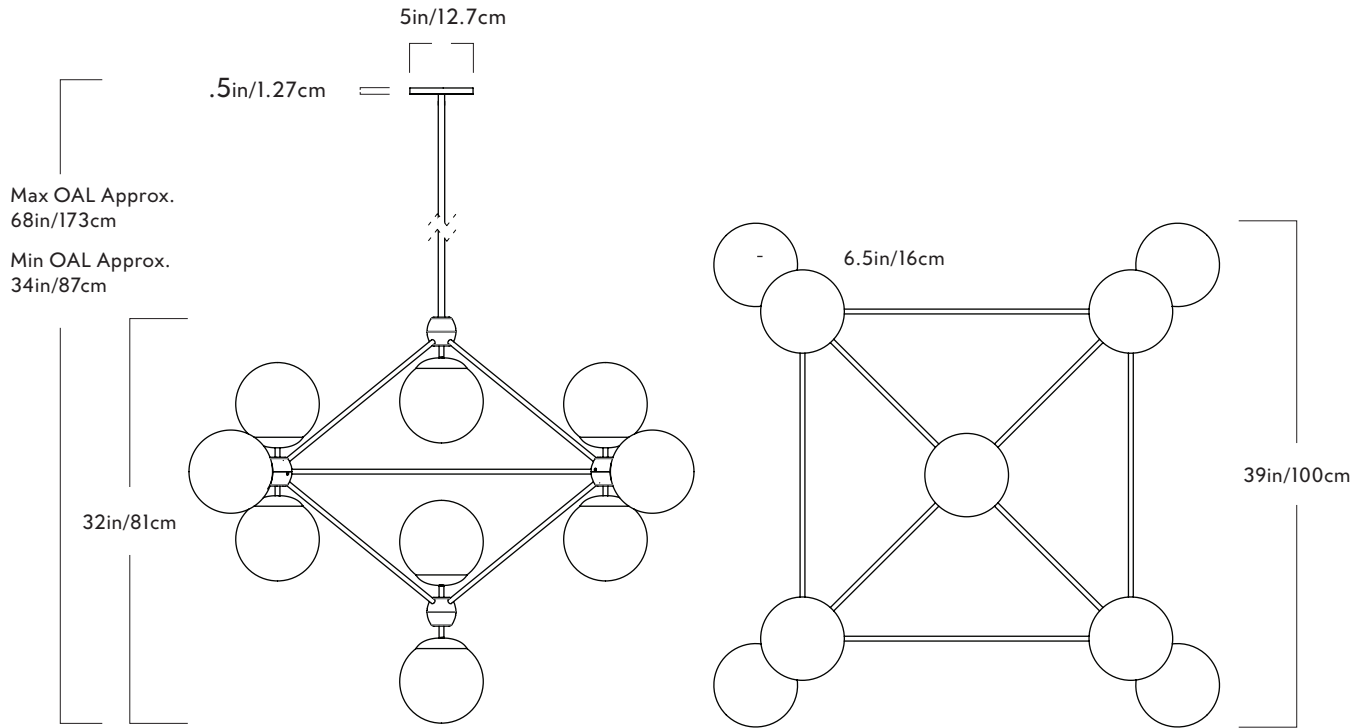 5in/12.7cm
.5in/1.27cm
Max OAL Approx.
68in/173cm
Min OAL Approx.
34in/87cm
6.5in/16cm
39in/100cm
32in/81cm